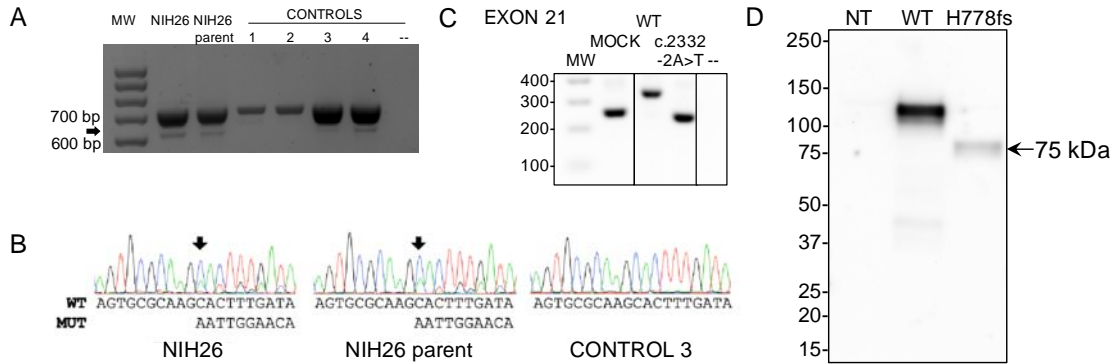 A
MW NIH26 NIH26 parent CONTROLS
1 2 3 4 --
700 bp
600 bp
B
WT AGTGCGCAAGCACTTTGATA AGTGCGCAAGCACTTTGATA AGTGCGCAAGCACTTTGATA
MUT AATTGGAACA AATTGGAACA
NIH26 NIH26 parent CONTROL 3
C EXON 21
WT
MOCK c.2332
MW -2A>T --
400
300
200
100
D
NT WT H778fs
250
150
100
75
50
37
25
20
15
75 kDa